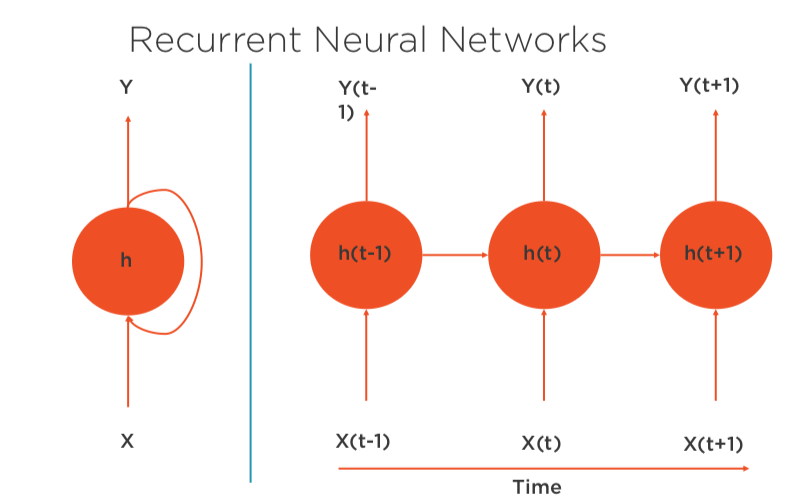 Recurrent Neural Networks
Y
h
X
Y(t-
1)
Y(t)
Y(t+1)
h(t-1)
h(t)
h(t+1)
X(t-1)
X(t)
X(t+1)
Time